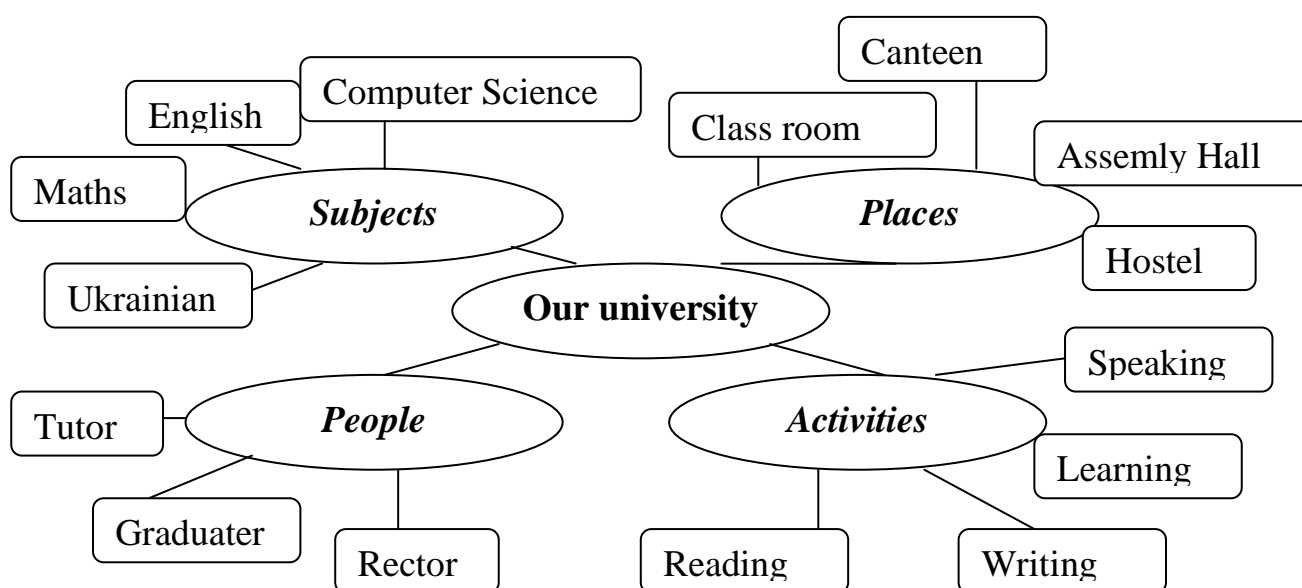 Canteen
Computer Science
English
Class room
Assemly Hall
Maths
Subjects
Places
Hostel
Ukrainian
Our university
Speaking
Tutor
People
Activities
Learning
Graduater
Rector
Reading
Writing